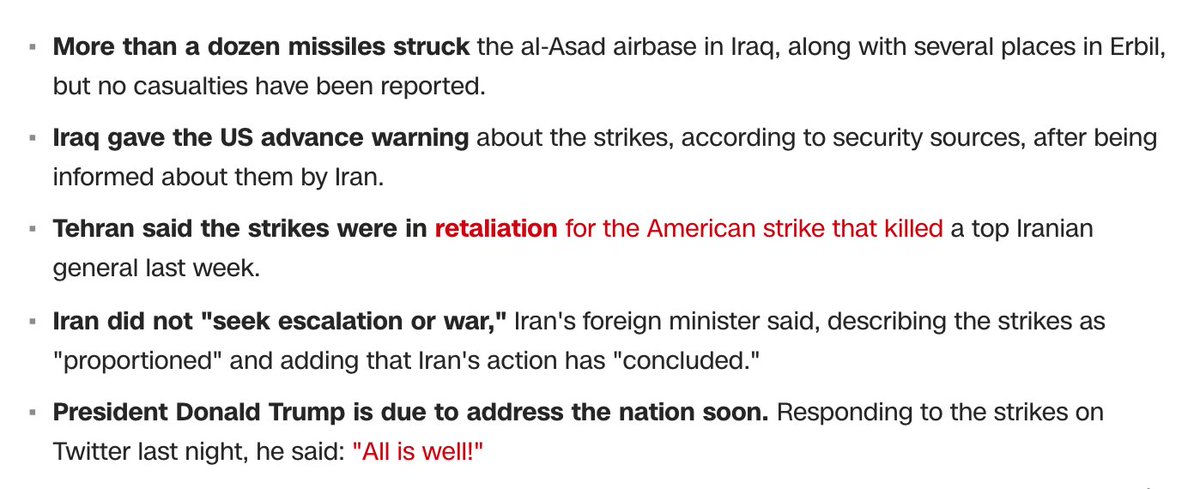 ▪ More than a dozen missiles struck the al-Asad airbase in Iraq, along with several places in Erbil,
but no casualties have been reported.
▪ Iraq gave the US advance warning about the strikes, according to security sources, after being
informed about them by Iran.
▪ Tehran said the strikes were in retaliation for the American strike that killed a top Iranian
general last week.
▪ Iran did not "seek escalation or war," Iran's foreign minister said, describing the strikes as
"proportioned" and adding that Iran's action has "concluded."
▪ President Donald Trump is due to address the nation soon. Responding to the strikes on
Twitter last night, he said: "All is well!"